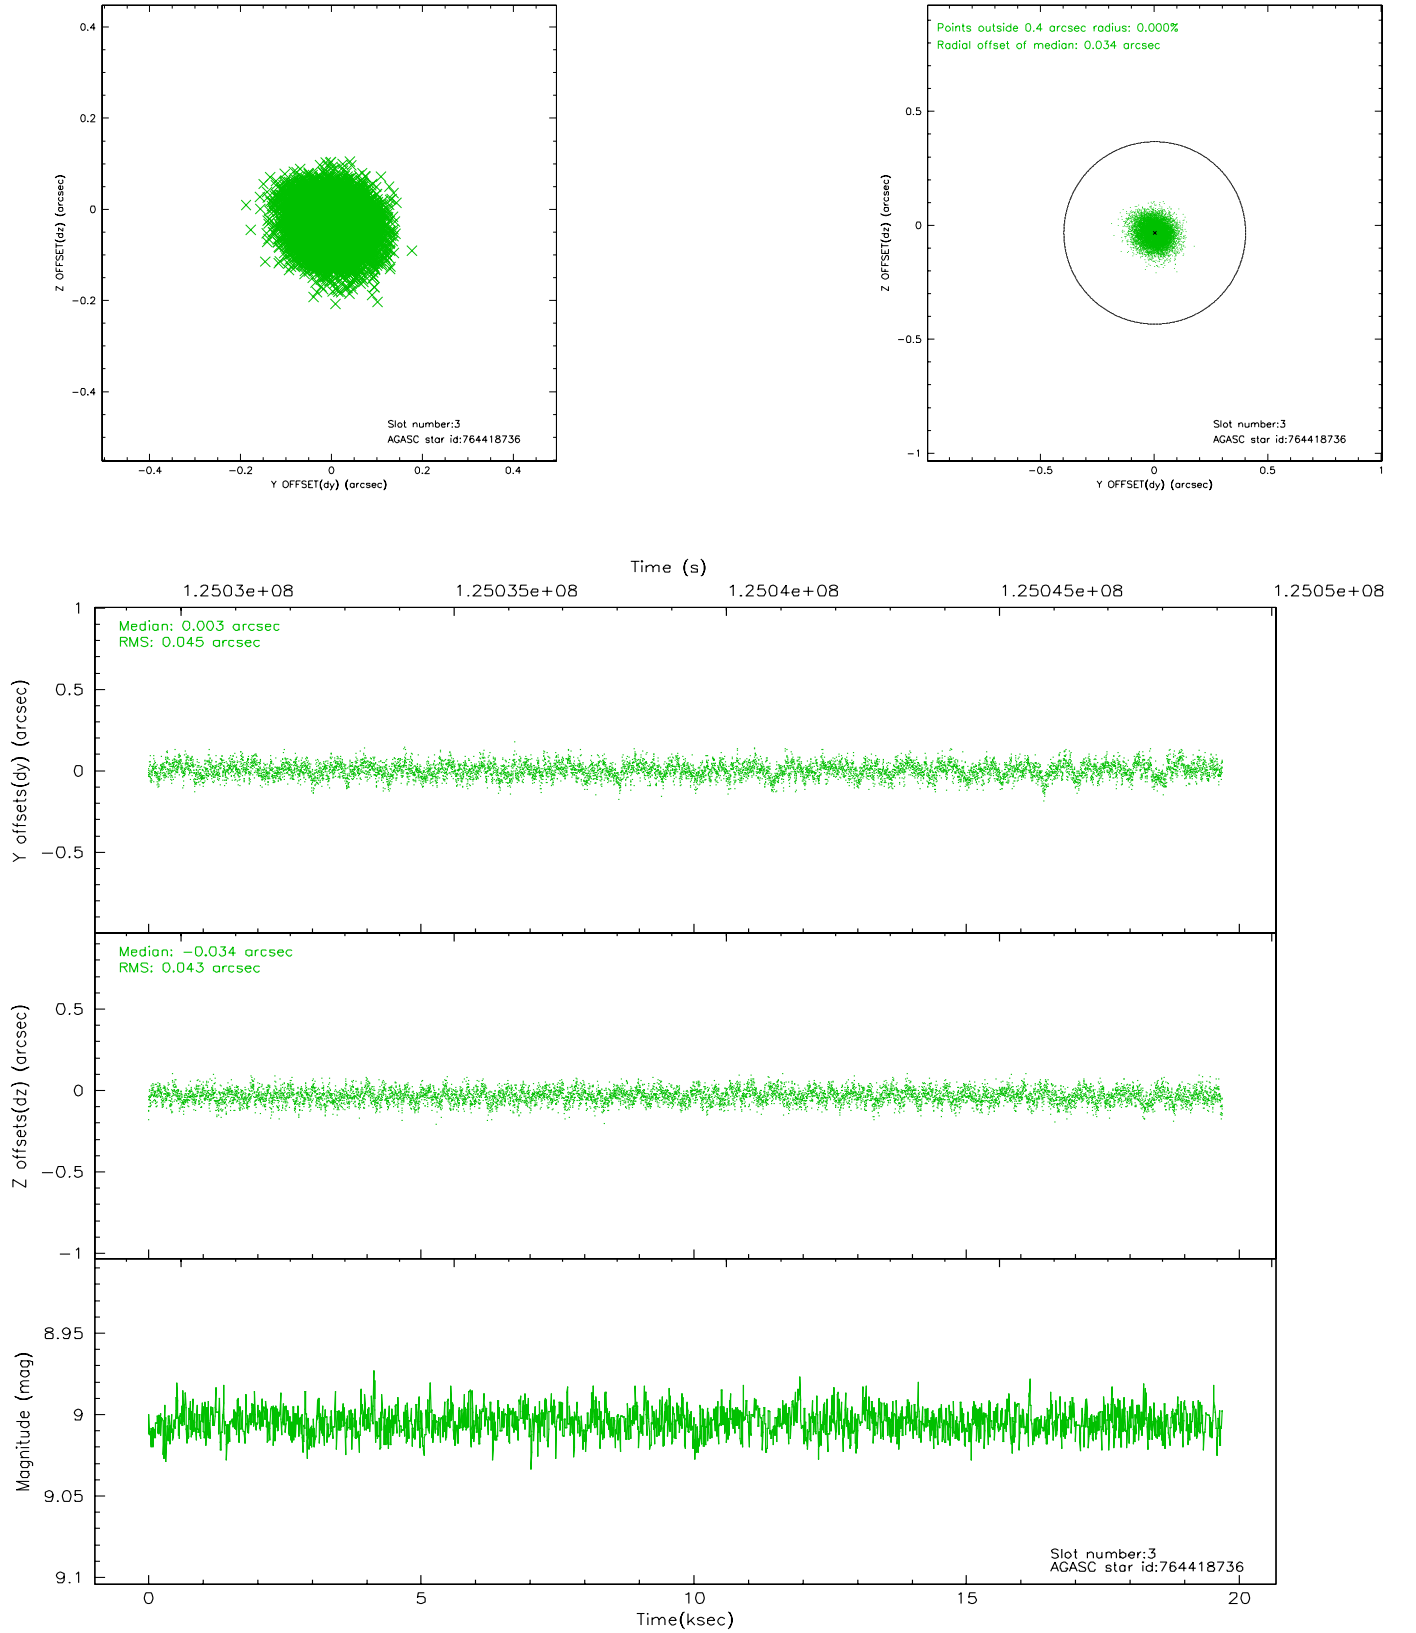 0.4
0.2
0
−0.2
−0.4
Z OFFSET(dz) (arcsec)
Slot number:3
AGASC star id:764418736
−0.4 −0.2 0 0.2 0.4
Y OFFSET(dy) (arcsec)
Points outside 0.4 arcsec radius: 0.000%
Radial offset of median: 0.034 arcsec
0.5
0
−0.5
−1
Z OFFSET(dz) (arcsec)
Slot number:3
AGASC star id:764418736
−0.5 0 0.5 1
Y OFFSET(dy) (arcsec)
Time (s)
1.2503e+08 1.25035e+08 1.2504e+08 1.25045e+08 1.2505e+08
Median: 0.003 arcsec
RMS: 0.045 arcsec
1
0.5
0
−0.5
Y offsets(dy) (arcsec)
Median: −0.034 arcsec
RMS: 0.043 arcsec
0.5
0
−0.5
−1
Z offsets(dz) (arcsec)
8.95
9
9.05
9.1
Magnitude (mag)
Slot number:3
AGASC star id:764418736
0 5 10 15 20
Time(ksec)